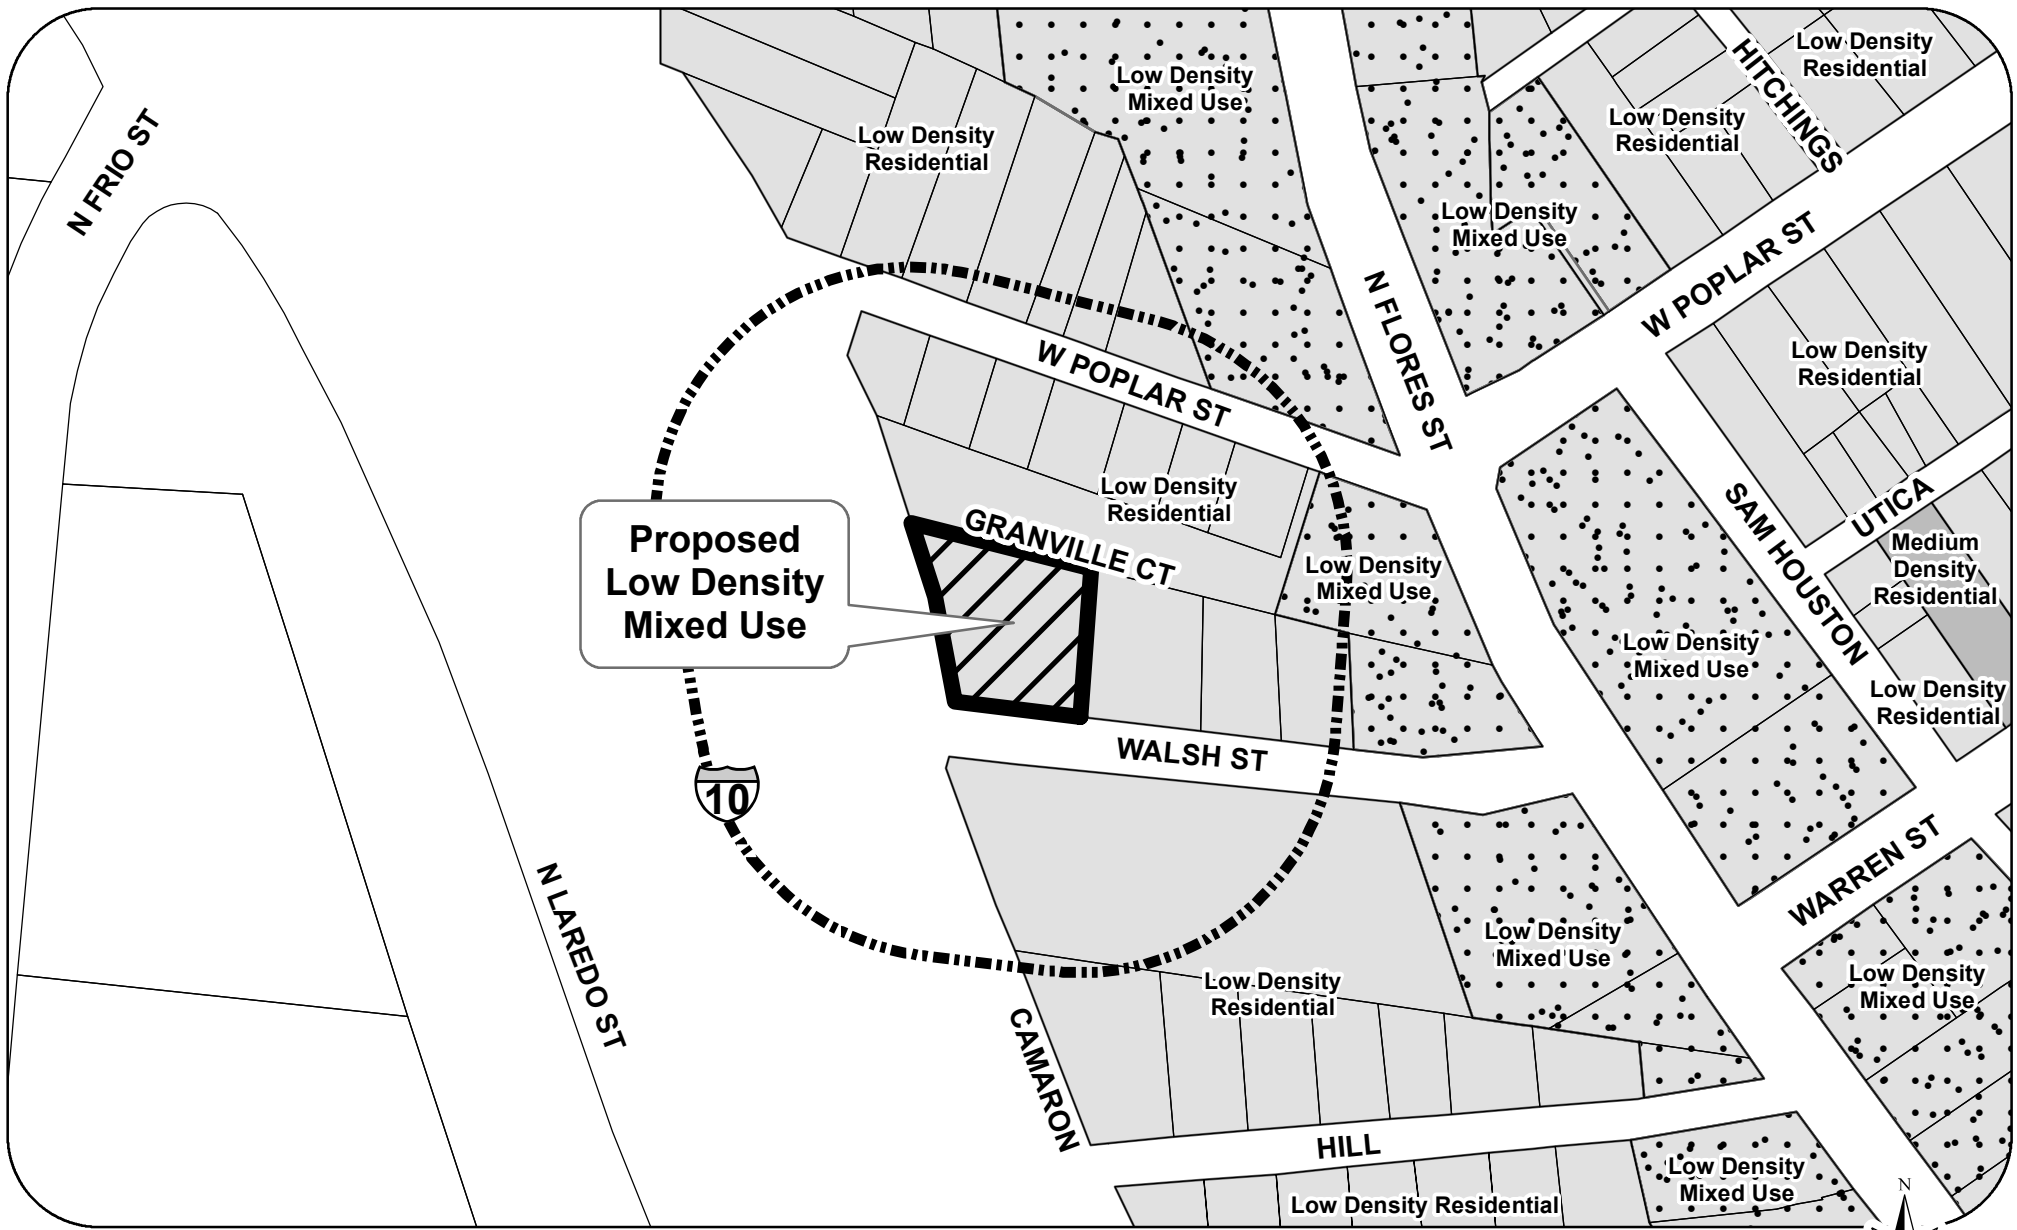 Low Density
Residential
HITCHINGS
Low Density
Mixed Use
N FRIO ST
Low Density
Residential
Low Density
Residential
Low Density
Mixed Use
W POPLAR ST
N FLORES ST
W POPLAR ST
Low Density
Residential
Low Density
Residential
SAM HOUSTON
UTICA
GRANVILLE CT
Proposed
Low Density
Mixed Use
Low Density
Mixed Use
Medium
Density
Residential
Low Density
Mixed Use
Low Density
Residential
WALSH ST
10
WARREN ST
N LAREDO ST
Low Density
Mixed Use
Low Density
Residential
Low Density
Mixed Use
CAMARON
HILL
Low Density
Mixed Use
Low Density Residential
N